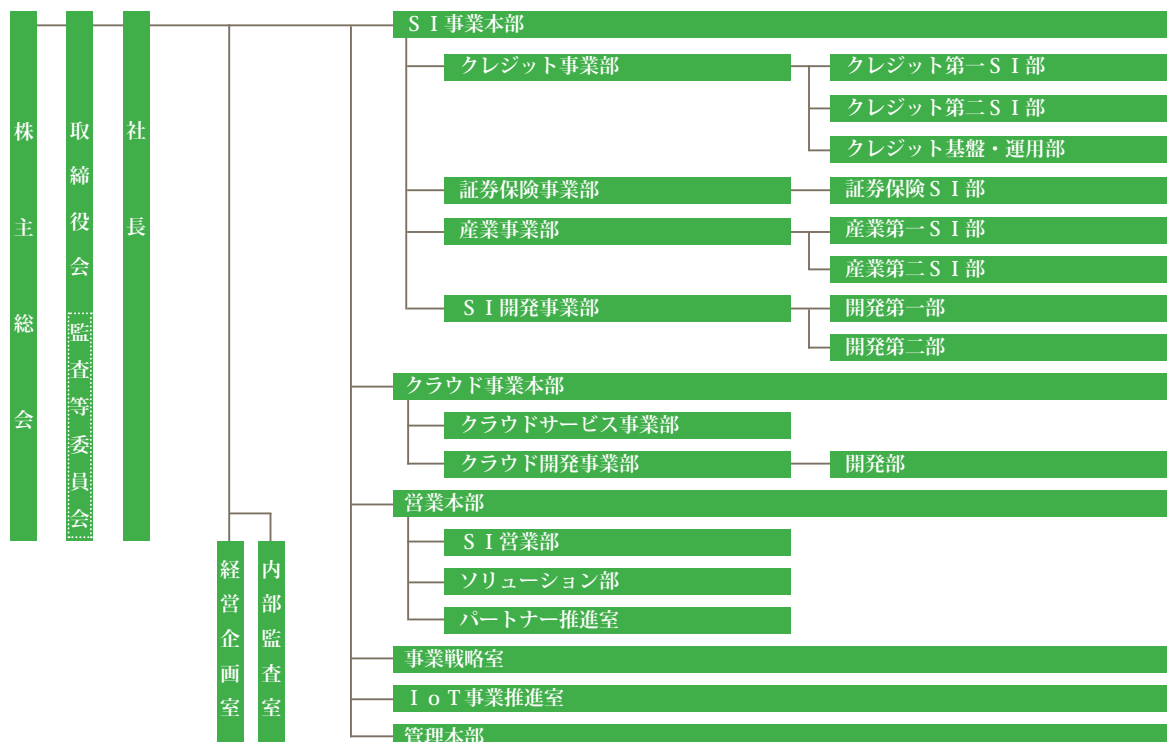 株主総会
取締役会
監査等委員会
社長
経営企画室
内部監査室
ＳＩ事業本部
クレジット事業部
クレジット第一ＳＩ部
クレジット第二ＳＩ部
クレジット基盤・運用部
証券保険事業部
証券保険ＳＩ部
産業事業部
産業第一ＳＩ部
産業第二ＳＩ部
ＳＩ開発事業部
開発第一部
開発第二部
クラウド事業本部
クラウドサービス事業部
クラウド開発事業部
開発部
営業本部
ＳＩ営業部
ソリューション部
パートナー推進室
事業戦略室
ＩｏＴ事業推進室
管理本部